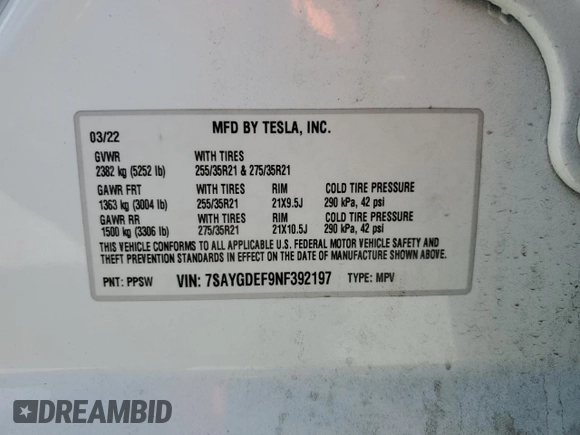 03/22 MFD BY TESLA, INC.
GVWR WITH TIRES
2382 kg (5252 lb) 255/35R21 & 275/35R21
GAWR FRT WITH TIRES RIM COLD TIRE PRESSURE
1363 kg (3004 lb) 255/35R21 21X9.5J 290 kPa, 42 psi
GAWR RR WITH TIRES RIM COLD TIRE PRESSURE
1500 kg (3306 lb) 275/35R21 21X10.5J 290 kPa, 42 psi
THIS VEHICLE CONFORMS TO ALL APPLICABLE U.S. FEDERAL MOTOR VEHICLE SAFETY AND
THEFT PREVENTION STANDARDS IN EFFECT ON THE DATE OF MANUFACTURE SHOWN ABOVE.
PNT: PPSW VIN: 7SAYGDEF9NF392197 TYPE: MPV
DREAMBID